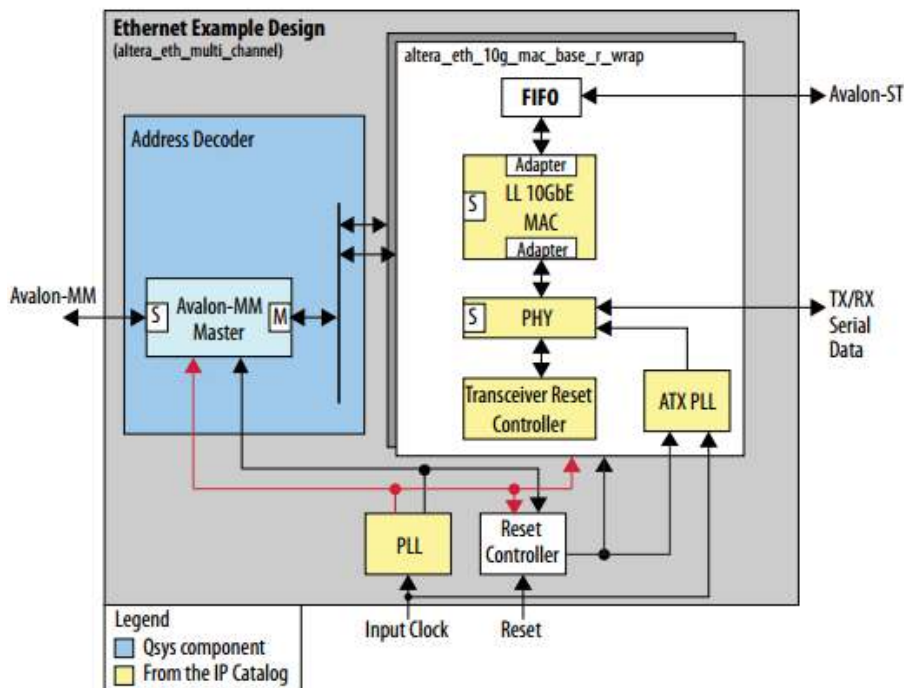 Ethernet Example Design
(altera_eth_multi_channel)
altera_eth_10g_mac_base_r_wrap
FIFO
Avalon-ST
Address Decoder
Adapter
LL 10GbE
S
MAC
Adapter
Avalon-MM
S
Avalon-MM
Master
M
S
PHY
TX/RX
Serial
Data
Transceiver Reset
Controller
ATX PLL
PLL
Reset
Controller
Input Clock
Reset
Legend
Qsys component
From the IP Catalog